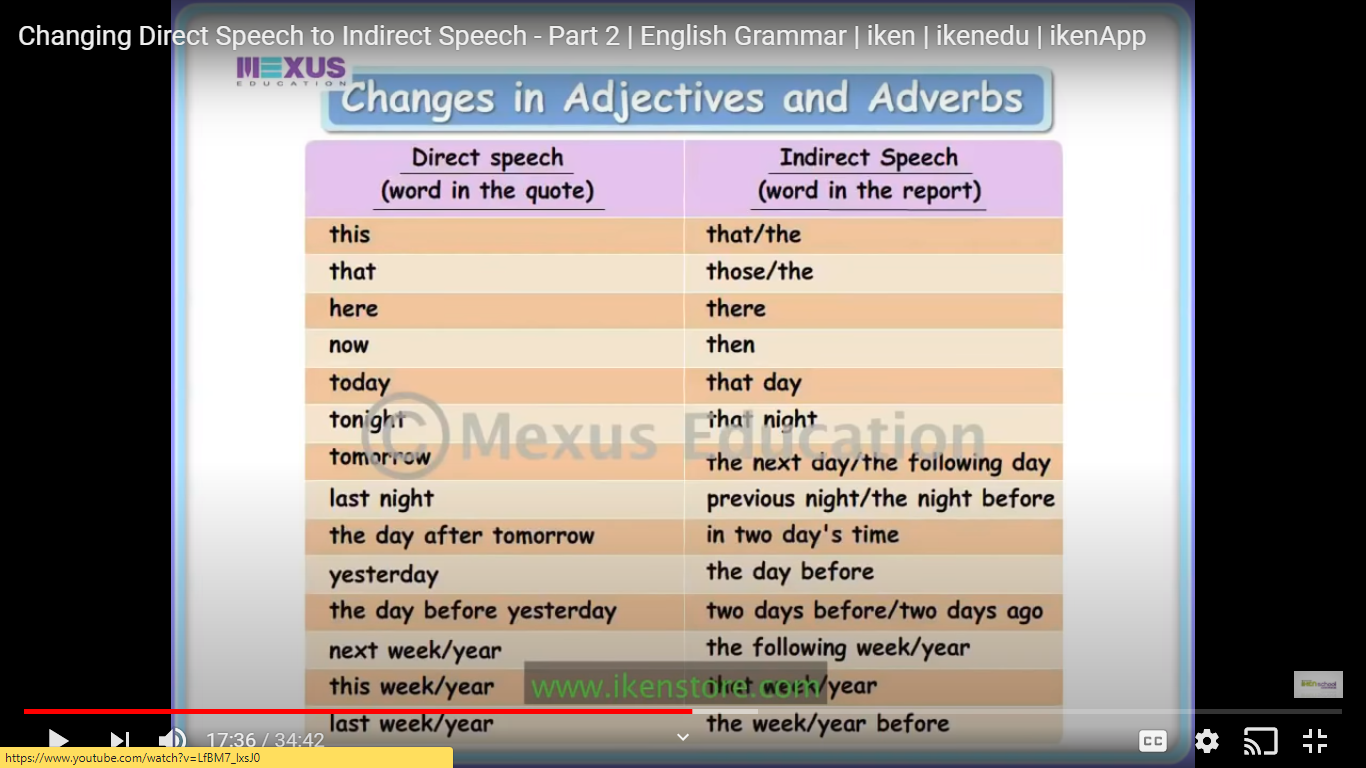 Changing Direct Speech to Indirect Speech - Part 2 | English Grammar | iken | ikenedu | ikenApp
MEXUS
EDUCATION
Changes in Adjectives and Adverbs
Direct speech Indirect Speech
(word in the quote) (word in the report)
this that/the
that those/the
here there
now then
today that day
tonight that night
© Mexus Education
tomorrow the next day/the following day
last night previous night/the night before
the day after tomorrow in two day's time
yesterday the day before
the day before yesterday two days before/two days ago
next week/year the following week/year
this week/year that week/year
www.ikenstore.com
last week/year the week/year before
17:36 / 34:42
CC
https://www.youtube.com/watch?v=LfBM7_lxsJ0